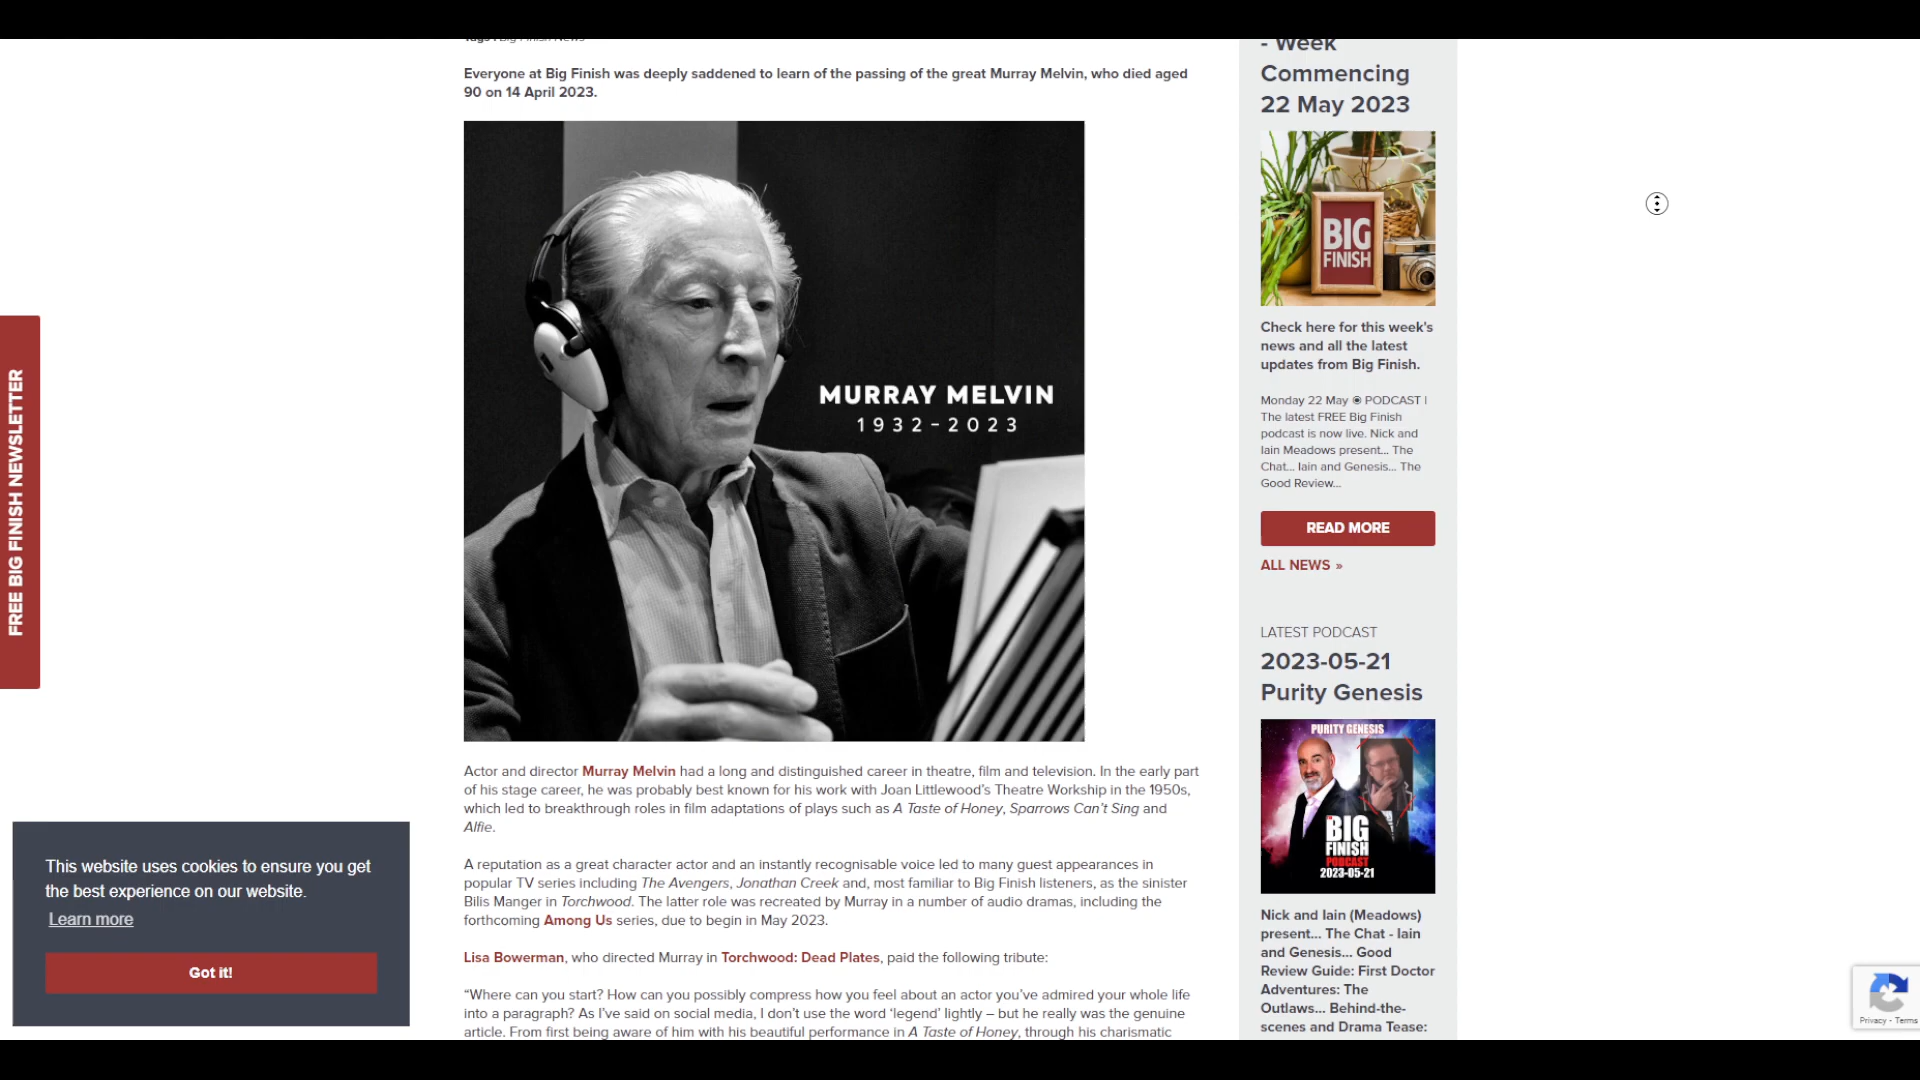 Tags : Big Finish News
Everyone at Big Finish was deeply saddened to learn of the passing of the great Murray Melvin, who died aged
90 on 14 April 2023.
MURRAY MELVIN
1932-2023
Actor and director Murray Melvin had a long and distinguished career in theatre, film and television. In the early part
of his stage career, he was probably best known for his work with Joan Littlewood’s Theatre Workship in the 1950s,
which led to breakthrough roles in film adaptations of plays such as A Taste of Honey, Sparrows Can’t Sing and
Alfie.
A reputation as a great character actor and an instantly recognisable voice led to many guest appearances in
popular TV series including The Avengers, Jonathan Creek and, most familiar to Big Finish listeners, as the sinister
Bilis Manger in Torchwood. The latter role was recreated by Murray in a number of audio dramas, including the
forthcoming Among Us series, due to begin in May 2023.
Lisa Bowerman, who directed Murray in Torchwood: Dead Plates, paid the following tribute:
“Where can you start? How can you possibly compress how you feel about an actor you’ve admired your whole life
into a paragraph? As I’ve said on social media, I don’t use the word ‘legend’ lightly – but he really was the genuine
article. From first being aware of him with his beautiful performance in A Taste of Honey, through his charismatic
- Week
Commencing
22 May 2023
BIG
FINISH
Check here for this week's
news and all the latest
updates from Big Finish.
Monday 22 May ◉ PODCAST |
The latest FREE Big Finish
podcast is now live. Nick and
Iain Meadows present... The
Chat... Iain and Genesis... The
Good Review...
READ MORE
ALL NEWS »
LATEST PODCAST
2023-05-21
Purity Genesis
PURITY GENESIS
BIG
FINISH
PODCAST
2023-05-21
Nick and Iain (Meadows)
present... The Chat - Iain
and Genesis... Good
Review Guide: First Doctor
Adventures: The
Outlaws... Behind-the-
scenes and Drama Tease:
FREE BIG FINISH NEWSLETTER
This website uses cookies to ensure you get
the best experience on our website.
Learn more
Got it!
Privacy - Terms